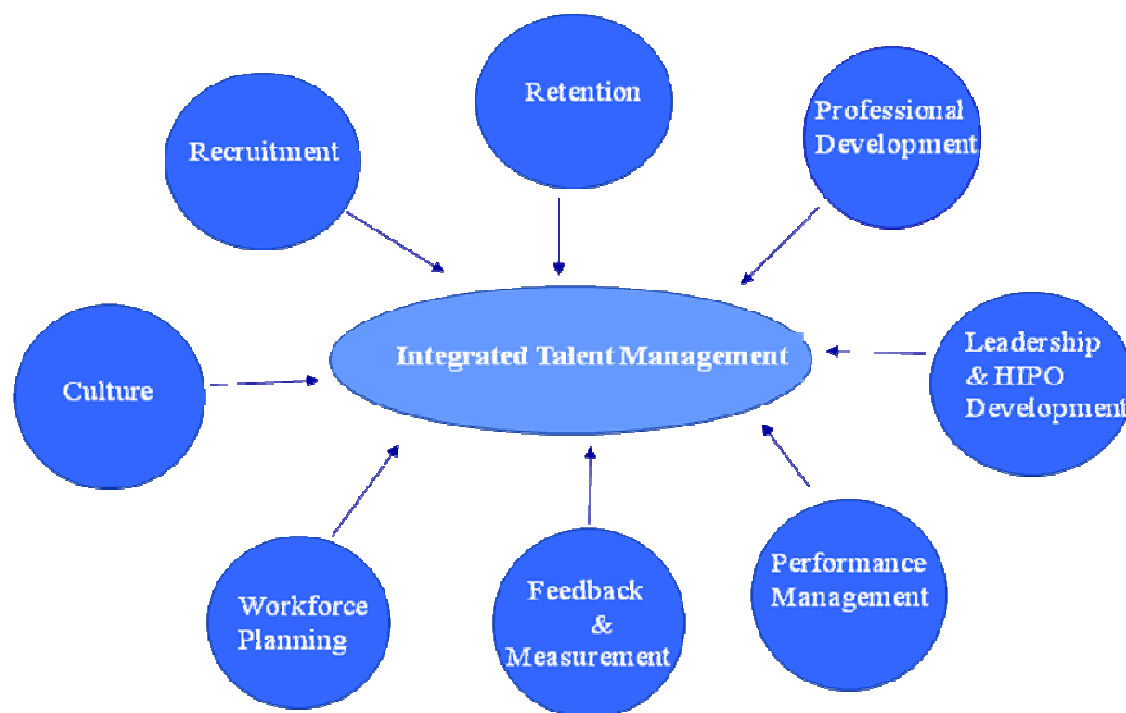 Retention
Professional
Development
Recruitment
Integrated Talent Management
Leadership
& HIPO
Development
Culture
Performance
Management
Feedback
&
Measurement
Workforce
Planning